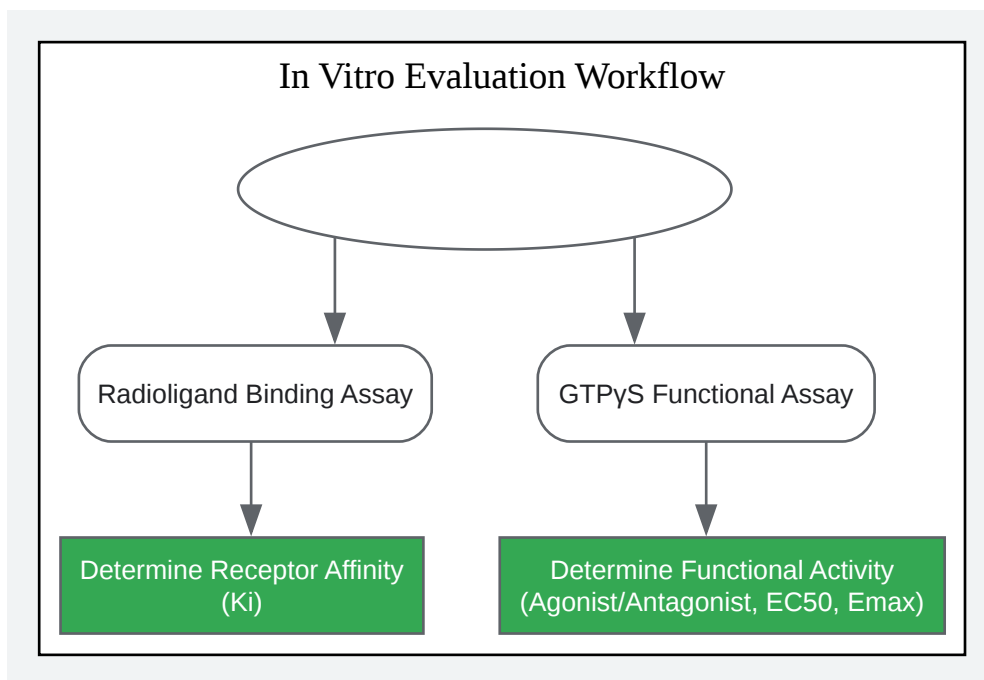 In Vitro Evaluation Workflow
Radioligand Binding Assay
GTPγS Functional Assay
Determine Receptor Affinity
(Ki)
Determine Functional Activity
(Agonist/Antagonist, EC50, Emax)